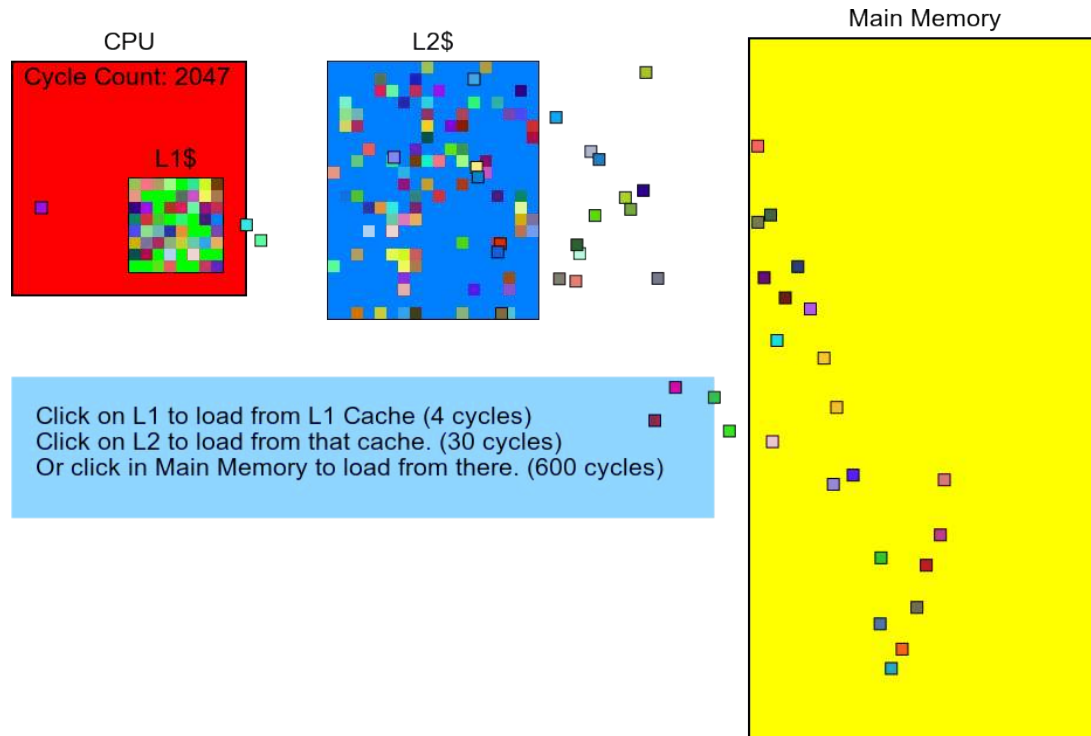 Main Memory
CPU
L2$
Cycle Count: 2047
L1$
Click on L1 to load from L1 Cache (4 cycles)
Click on L2 to load from that cache. (30 cycles)
Or click in Main Memory to load from there. (600 cycles)